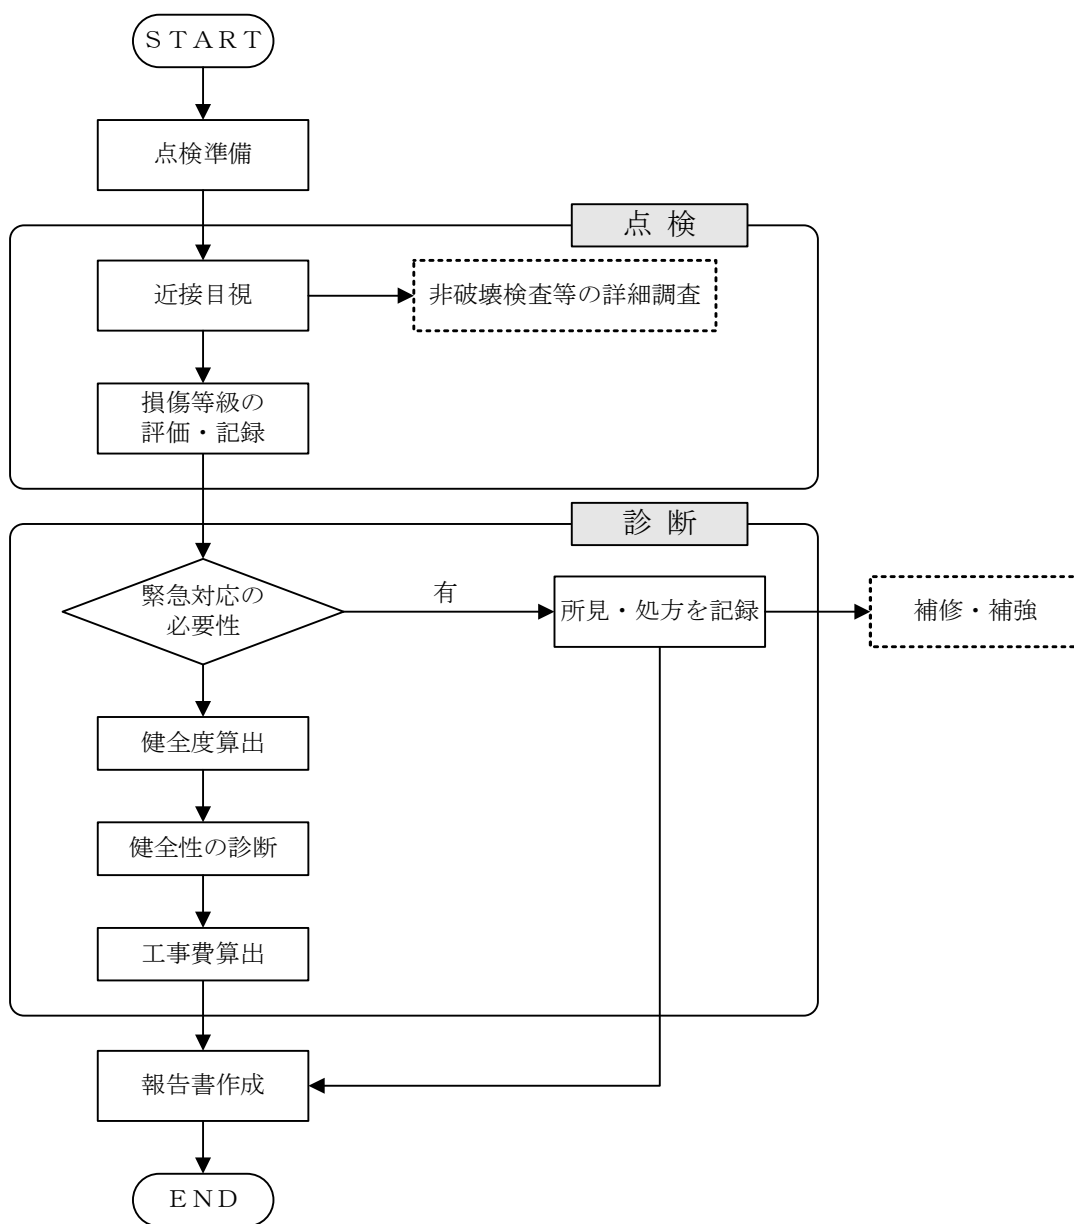 ＳＴＡＲＴ
点検準備
点 検
近接目視
非破壊検査等の詳細調査
損傷等級の
評価・記録
診 断
緊急対応の
必要性
有
所見・処方を記録
補修・補強
健全度算出
健全性の診断
工事費算出
報告書作成
ＥＮＤ